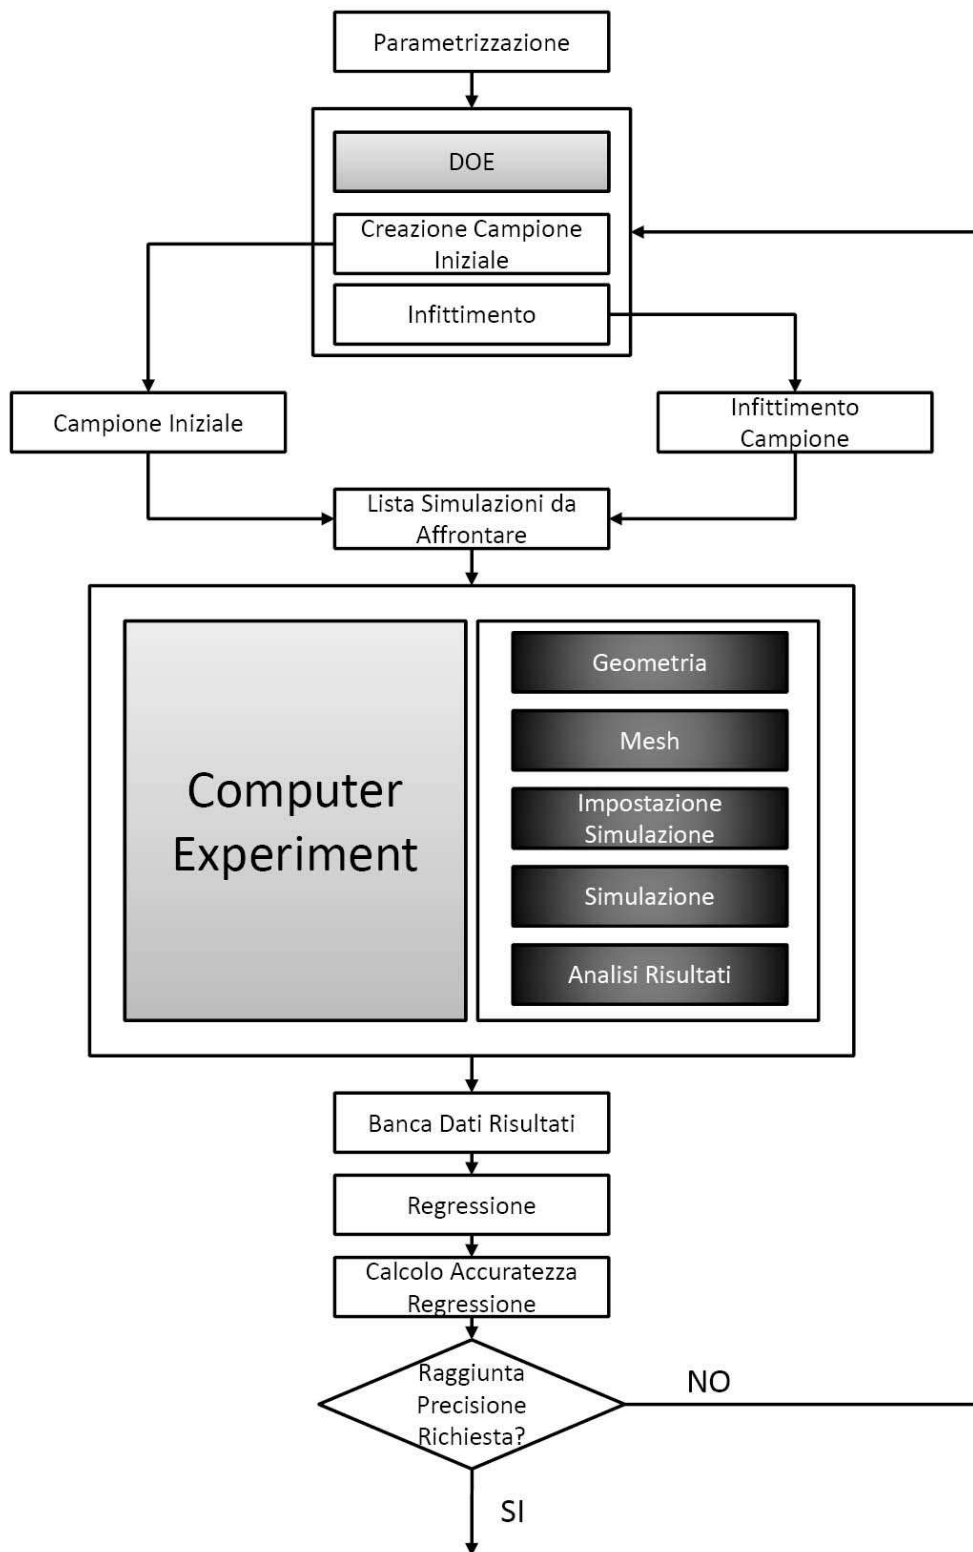 Parametrizzazione
DOE
Creazione Campione
Iniziale
Infittimento
Campione Iniziale
Infittimento
Campione
Lista Simulazioni da
Affrontare
Computer
Experiment
Geometria
Mesh
Impostazione
Simulazione
Simulazione
Analisi Risultati
Banca Dati Risultati
Regressione
Calcolo Accuratezza
Regressione
Raggiunta
Precisione
Richiesta?
NO
SI